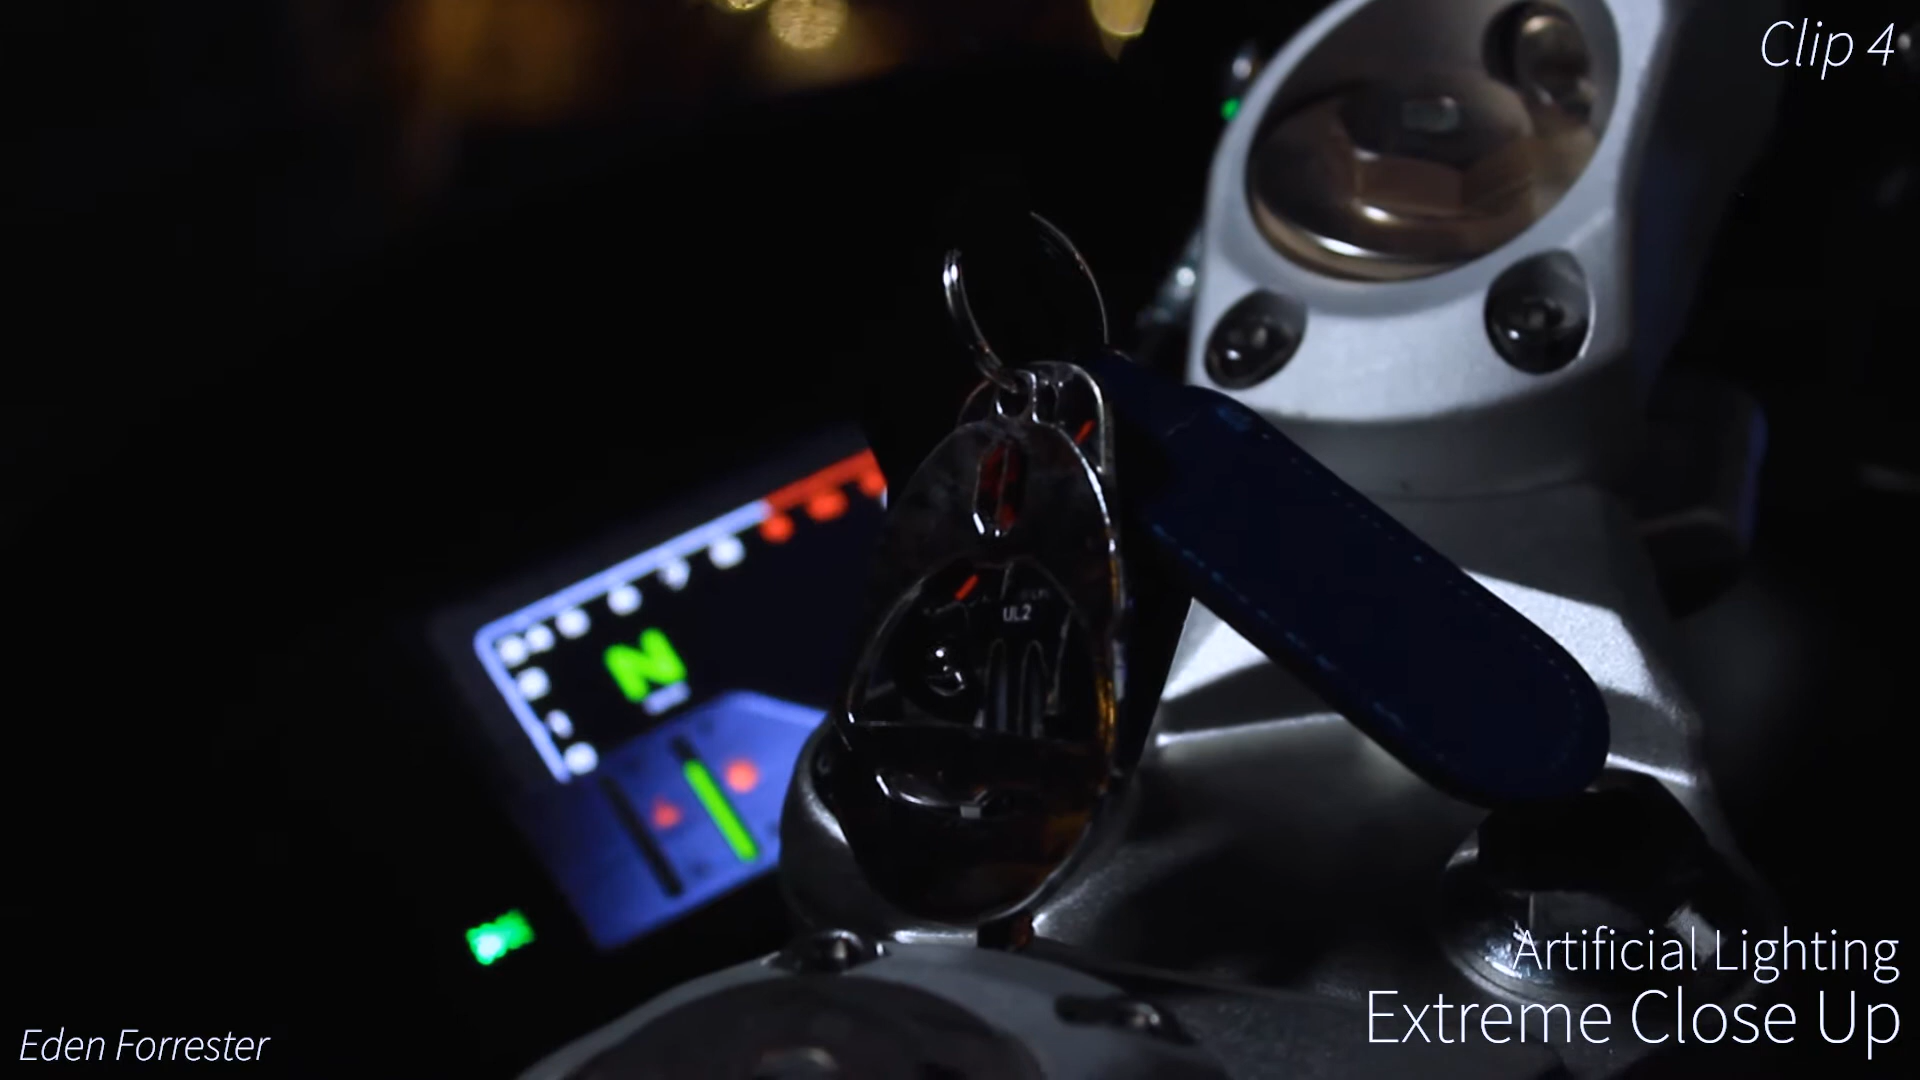 Clip 4
N
UL2
Artificial Lighting
Extreme Close Up
Eden Forrester